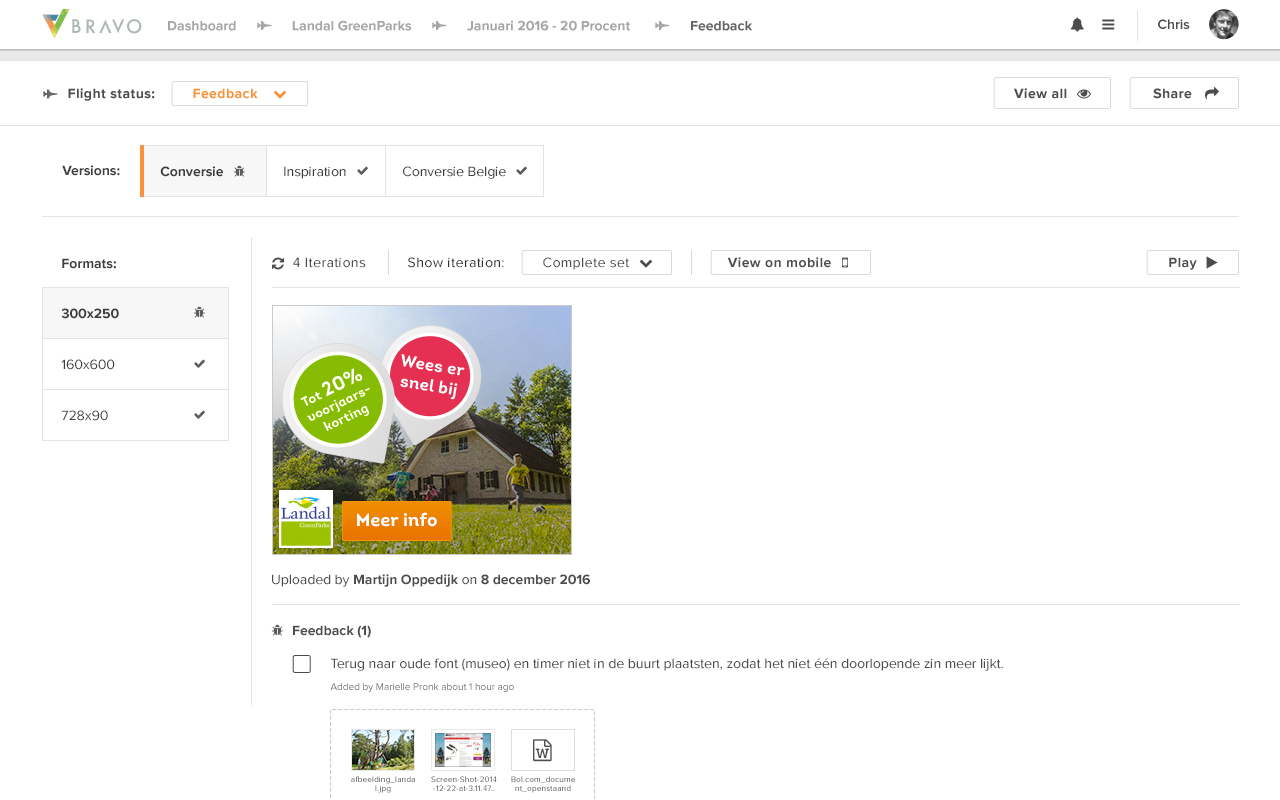 BRAVO Dashboard Landal GreenParks Januari 2016 - 20 Procent Feedback Chris
Flight status: Feedback View all Share
Versions: Conversie Inspiration Conversie Belgie
Formats:
300x250
160x600
728x90
4 Iterations Show iteration: Complete set View on mobile Play
Tot 20%
voorjaars-
korting
Wees er
snel bij
Landal
GreenParks
Meer info
Uploaded by Martijn Oppedijk on 8 december 2016
Feedback (1)
Terug naar oude font (museo) en timer niet in de buurt plaatsten, zodat het niet één doorlopende zin meer lijkt.
Added by Marielle Pronk about 1 hour ago
W
afbeelding_landa
l.jpg
Screen-Shot-2014
-12-22-at-3.11.47..
Bol.com_docume
nt_openstaand